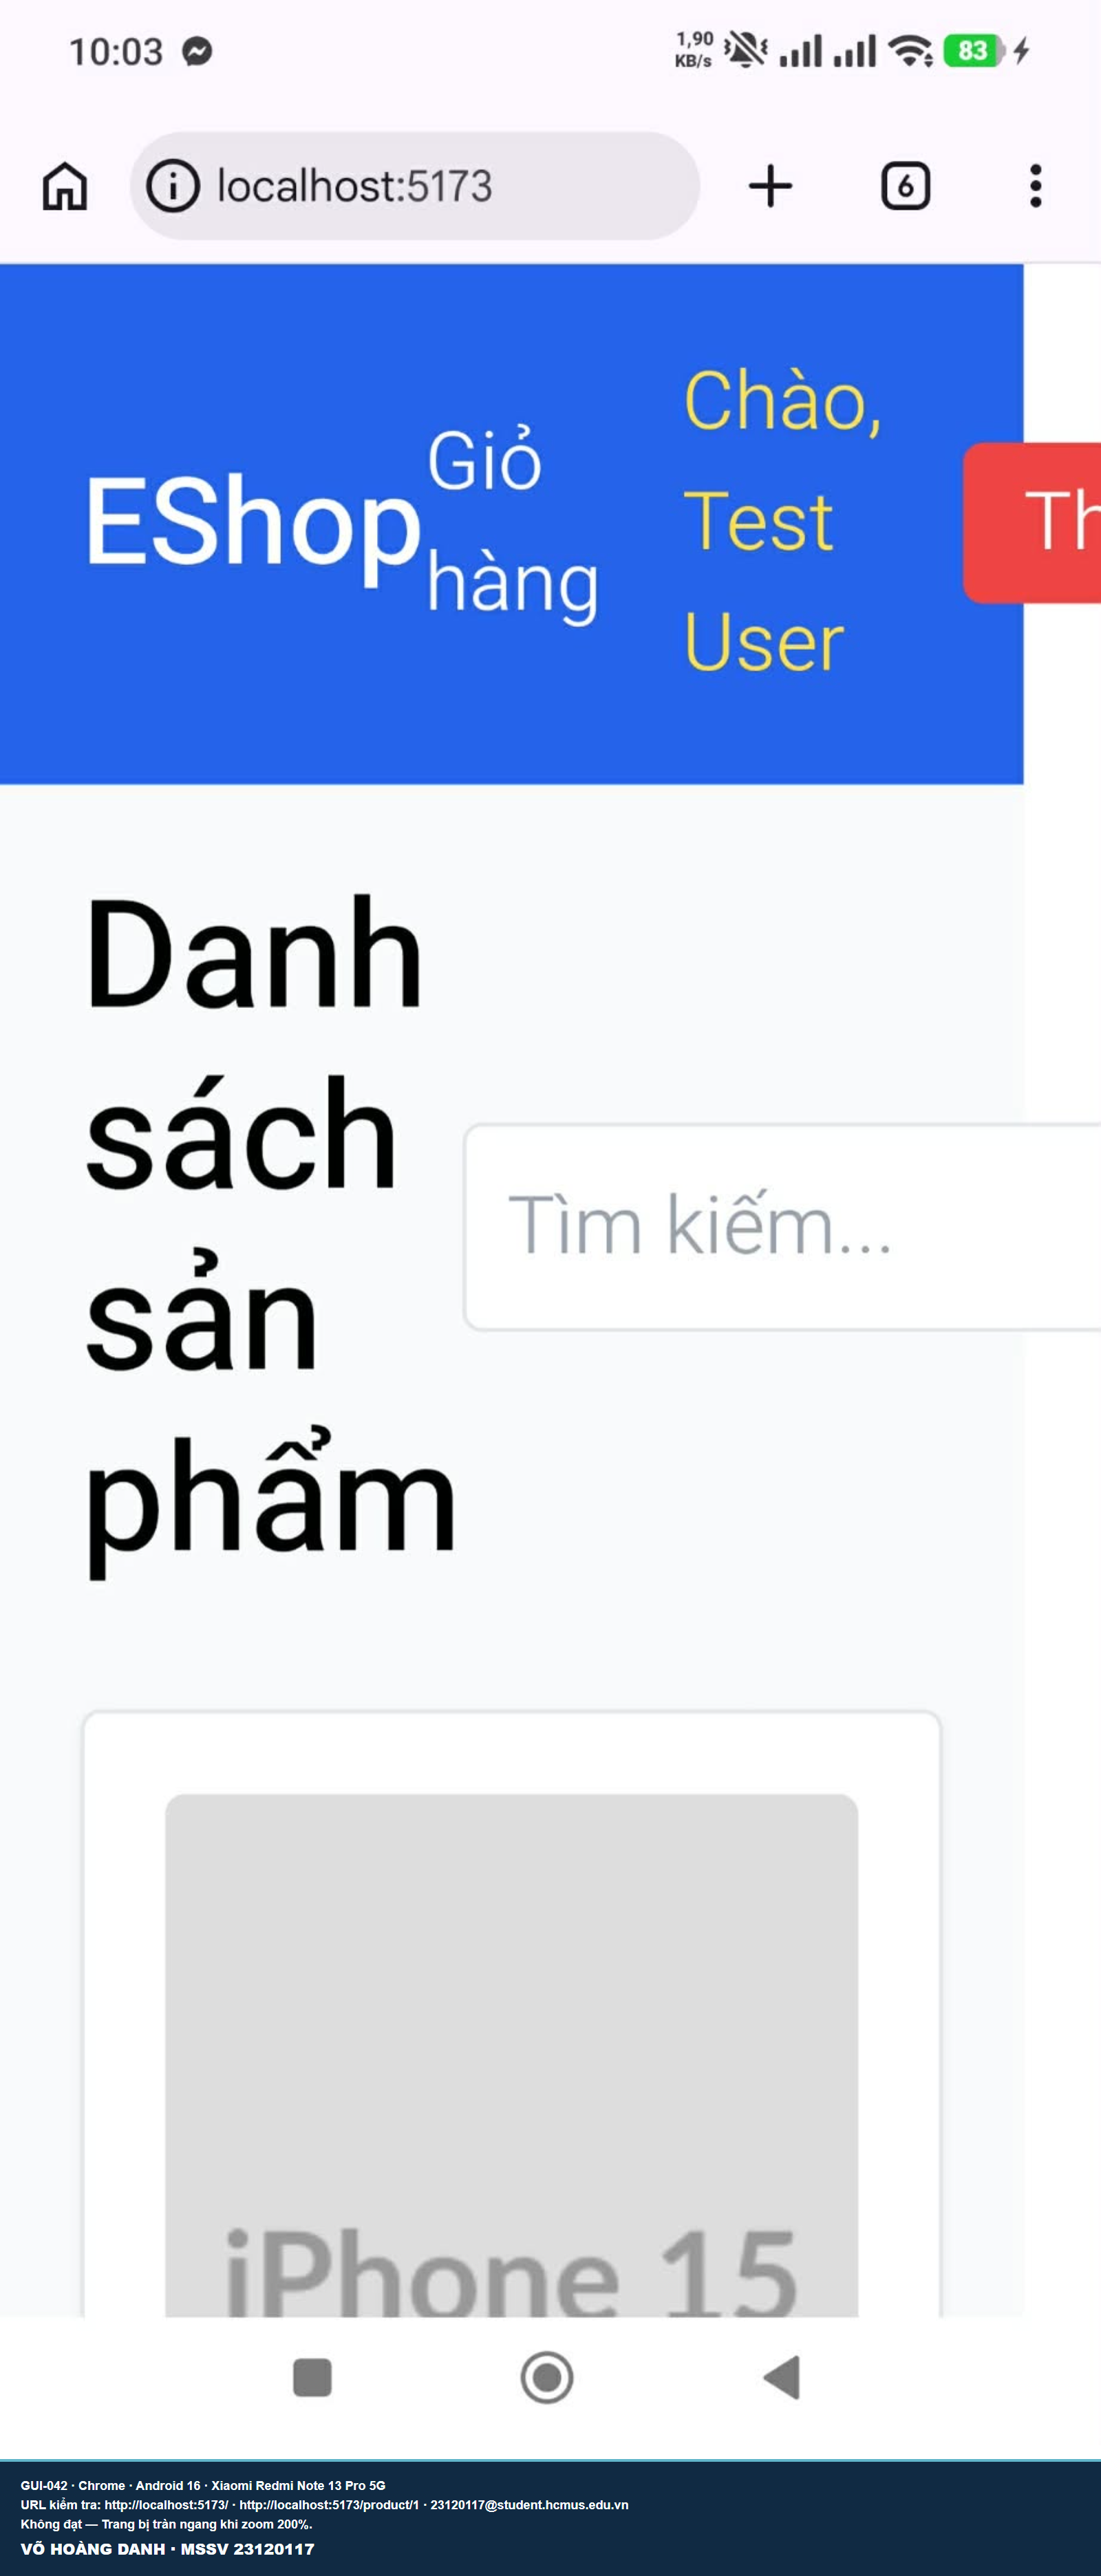 10:03
1,90
KB/s
83
localhost:5173
6
EShop
Giỏ
hàng
Chào,
Test
User
Th
Danh
sách
sản
phẩm
Tìm kiếm...
iPhone 15
GUI-042 · Chrome · Android 16 · Xiaomi Redmi Note 13 Pro 5G
URL kiểm tra: http://localhost:5173/ · http://localhost:5173/product/1 · 23120117@student.hcmus.edu.vn
Không đạt — Trang bị tràn ngang khi zoom 200%.
VÕ HOÀNG DANH · MSSV 23120117